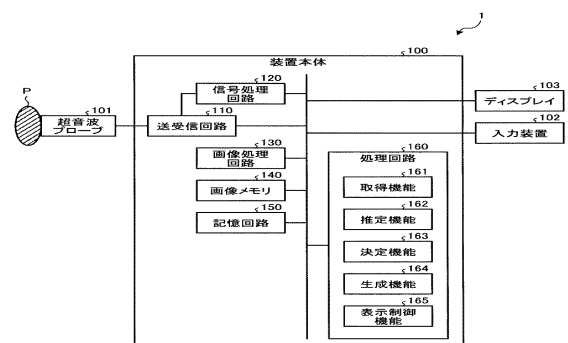 1
100
装置本体
P
101
超音波
プローブ
120
信号処理
回路
110
送受信回路
130
画像処理
回路
140
画像メモリ
150
記憶回路
103
ディスプレイ
102
入力装置
160
処理回路
161
取得機能
162
推定機能
163
決定機能
164
生成機能
165
表示制御
機能